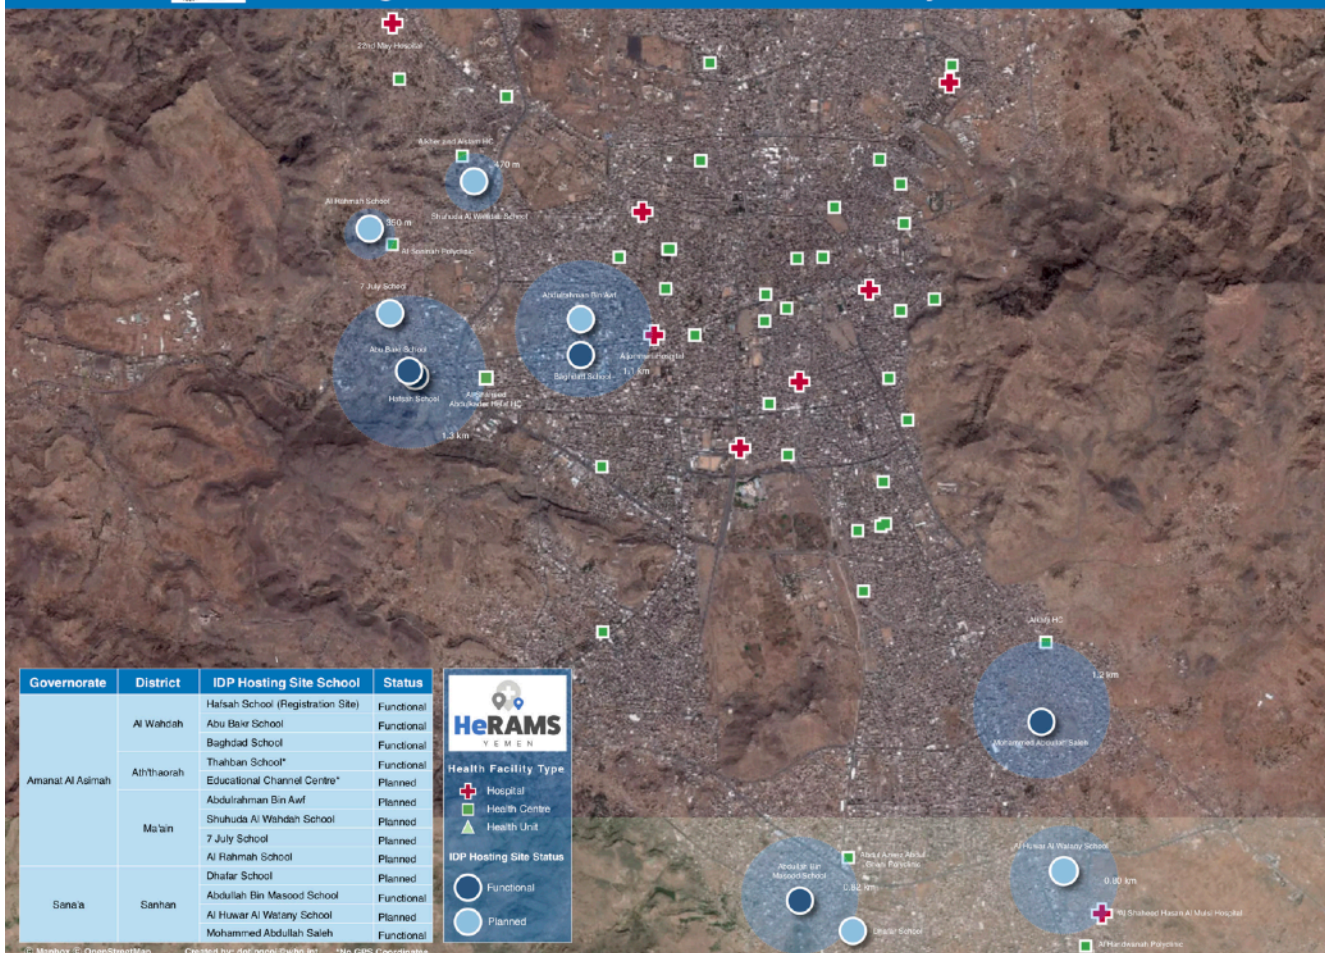 22nd May Hospital
470 m
Shuhuda Al Wahdah School
Al Rahmah School
350 m
7 July School
Abdulrahman Bin Awf
Abu Bakr School
Baghdad School
1.1 km
Hafsah School
1.3 km
1.2 km
Mohammed Abdullah Saleh
Governorate District IDP Hosting Site School Status
Amanat Al Asimah Al Wahdah Hafsah School (Registration Site) Functional
Abu Bakr School Functional
Baghdad School Functional
Ath'thaorah Thahban School* Functional
Educational Channel Centre* Planned
Ma'ain Abdulrahman Bin Awf Planned
Shuhuda Al Wahdah School Planned
7 July School Planned
Al Rahmah School Planned
Sana'a Sanhan Dhafar School Planned
Abdullah Bin Masood School Functional
Al Huwar Al Watany School Planned
Mohammed Abdullah Saleh Functional
HeRAMS
YEMEN
Health Facility Type
Hospital
Health Centre
Health Unit
IDP Hosting Site Status
Functional
Planned
Abdullah Bin
Masood School
0.82 km
Dhafar School
Al Huwar Al Watany School
0.80 km
Al Shaheed Hasan Al Mulsi Hospital
Al Handwanah Polyclinic
© Mapbox © OpenStreetMap
*No GPS Coordinates